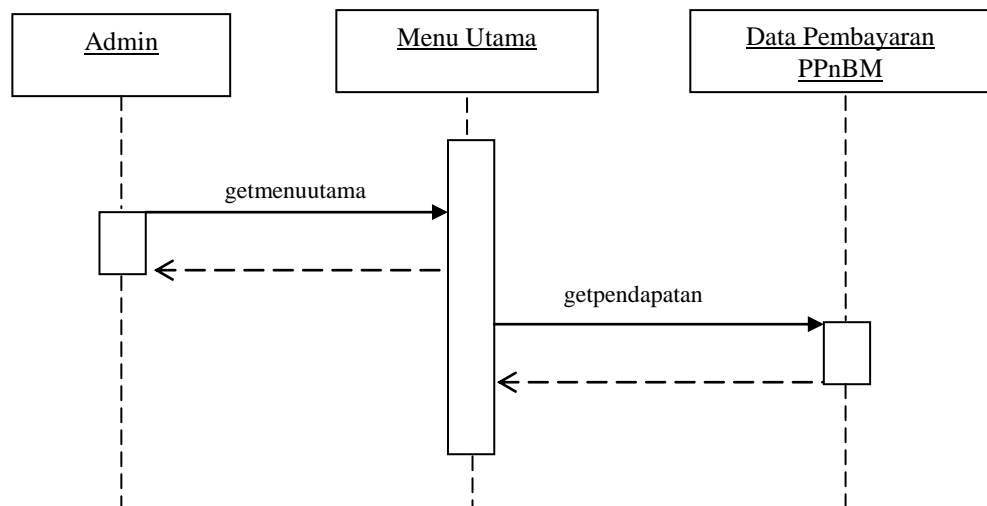 Admin
Menu Utama
Data Pembayaran
PPnBM
getmenuutama
getpendapatan